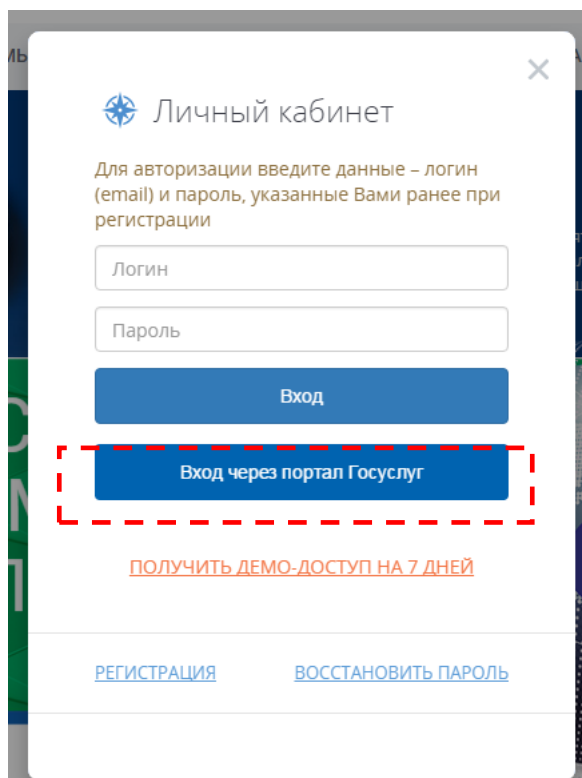 Личный кабинет
Для авторизации введите данные – логин
(email) и пароль, указанные Вами ранее при
регистрации
Логин
Пароль
Вход
Вход через портал Госуслуг
ПОЛУЧИТЬ ДЕМО-ДОСТУП НА 7 ДНЕЙ
РЕГИСТРАЦИЯ ВОССТАНОВИТЬ ПАРОЛЬ